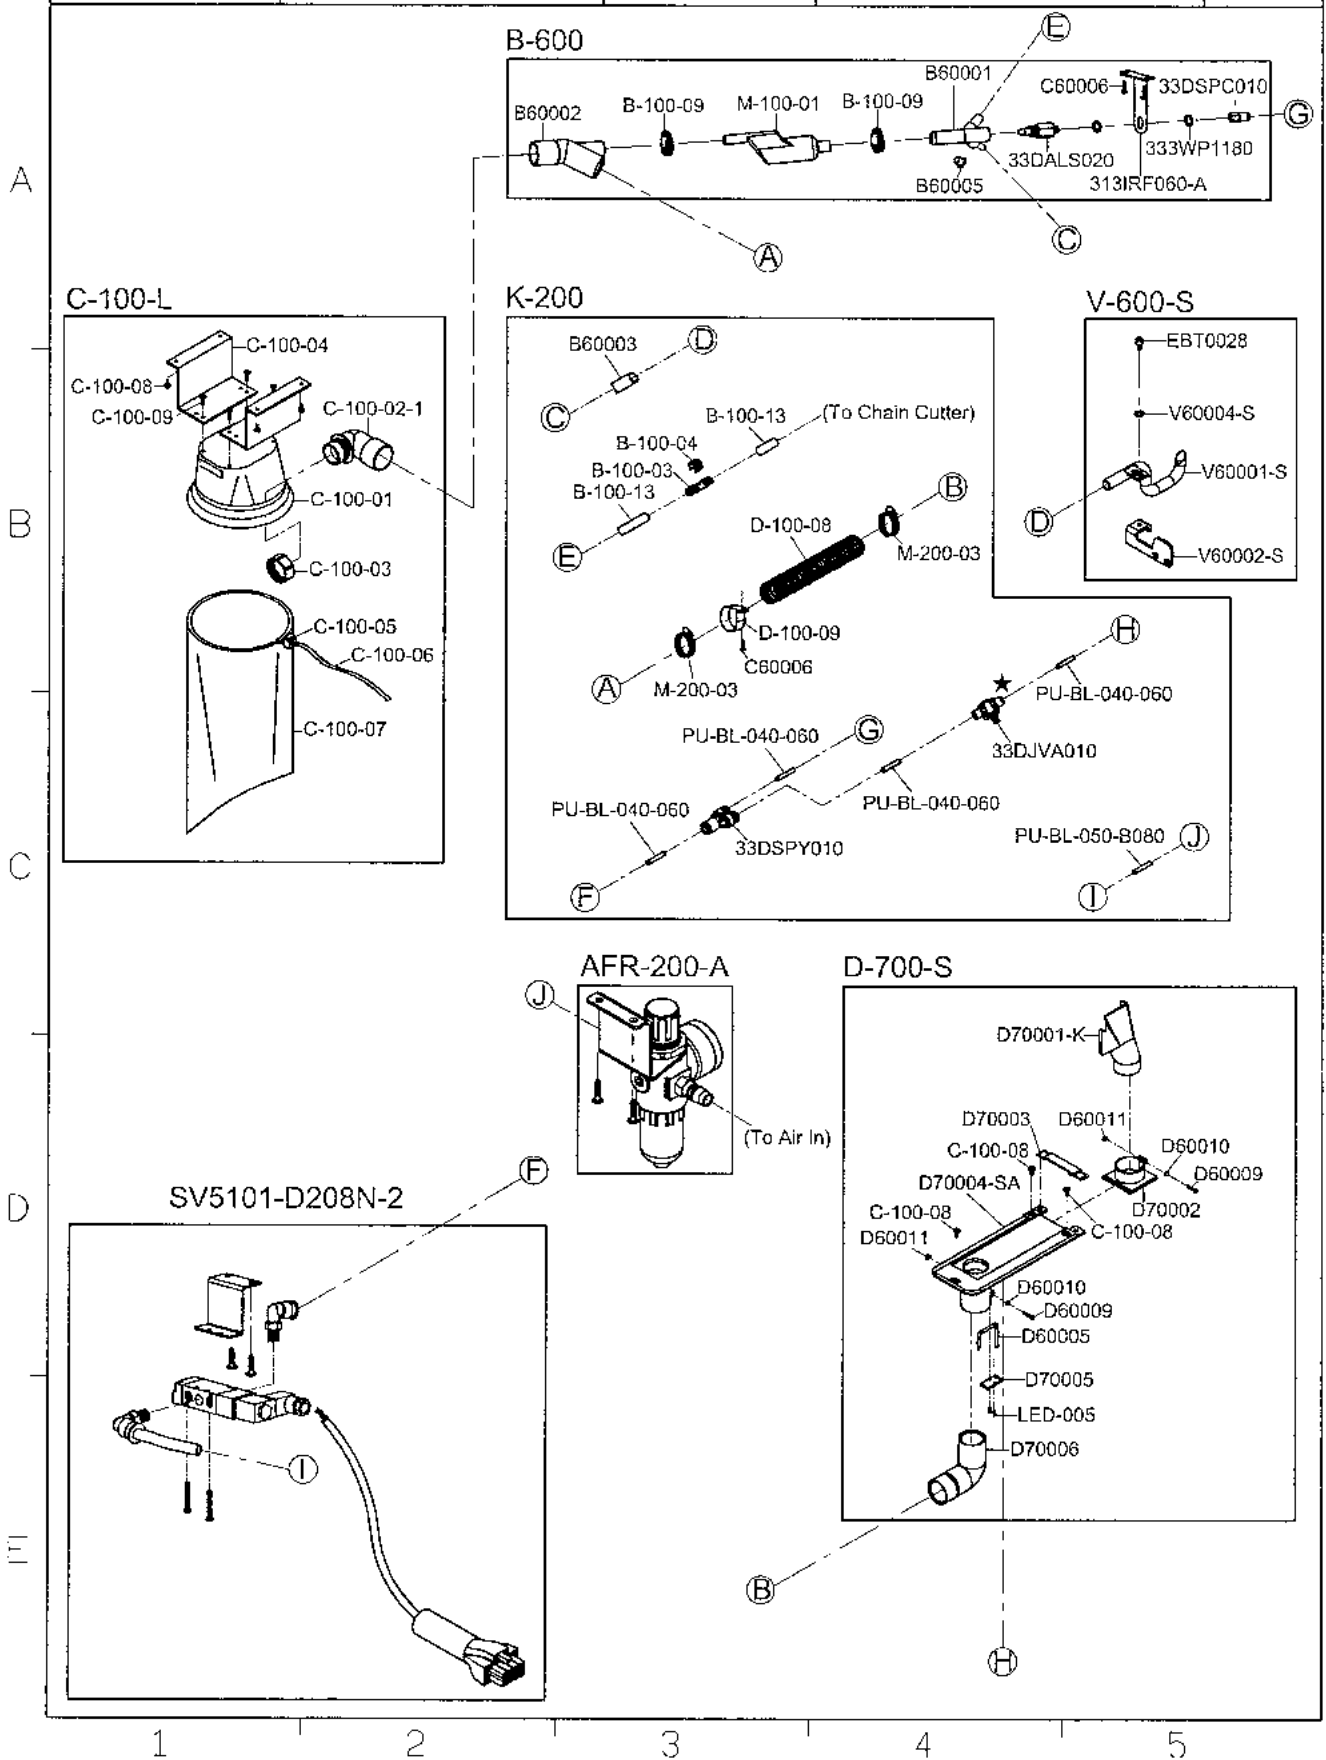 B-600
E
B60001
C60006
33DSPC010
B60002
B-100-09
M-100-01
B-100-09
G
33DALS020
333WP1180
B60005
313IRF060-A
A
C
A
C-100-L
K-200
V-600-S
C-100-04
B60003
D
EBT0028
C-100-08
C-100-09
C-100-02-1
C
B-100-13
(To Chain Cutter)
V60004-S
B-100-04
B-100-03
B-100-13
V60001-S
C-100-01
B
D
B
D-100-08
E
M-200-03
V60002-S
C-100-03
C-100-05
D-100-09
H
C-100-06
C60006
A
M-200-03
★
PU-BL-040-060
C-100-07
PU-BL-040-060
G
33DJVA010
PU-BL-040-060
PU-BL-040-060
33DSPY010
PU-BL-050-B080
J
C
F
I
AFR-200-A
D-700-S
J
D70001-K
D70003
D60011
(To Air In)
C-100-08
D60010
F
D70004-SA
D60009
SV5101-D208N-2
D
C-100-08
D70002
D60011
C-100-08
D60010
D60009
D60005
D70005
LED-005
D70006
I
E
B
H
1
2
3
4
5